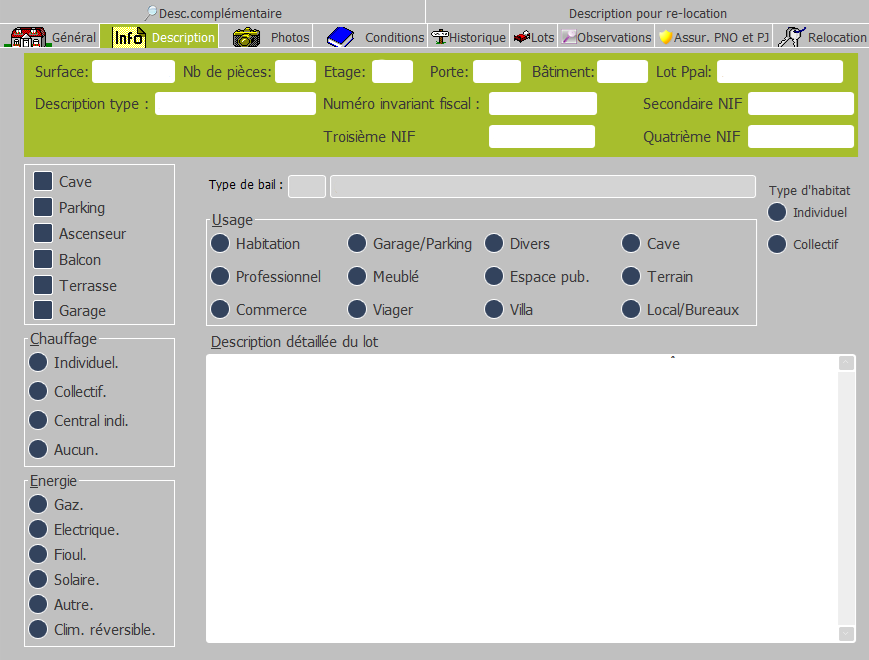 Desc.complémentaire Description pour re-location
Général Info Description Photos Conditions Historique Lots Observations Assur. PNO et PJ Relocation
Surface: Nb de pièces: Etage: Porte: Bâtiment: Lot Ppal:
Description type : Numéro invariant fiscal : Secondaire NIF
Troisième NIF Quatrième NIF
Cave
Parking
Ascenseur
Balcon
Terrasse
Garage
Type de bail :
Type d'habitat
Individuel
Collectif
Usage
Habitation Garage/Parking Divers Cave
Professionnel Meublé Espace pub. Terrain
Commerce Viager Villa Local/Bureaux
Chauffage
Individuel.
Collectif.
Central indi.
Aucun.
Description détaillée du lot
Energie
Gaz.
Electrique.
Fioul.
Solaire.
Autre.
Clim. réversible.